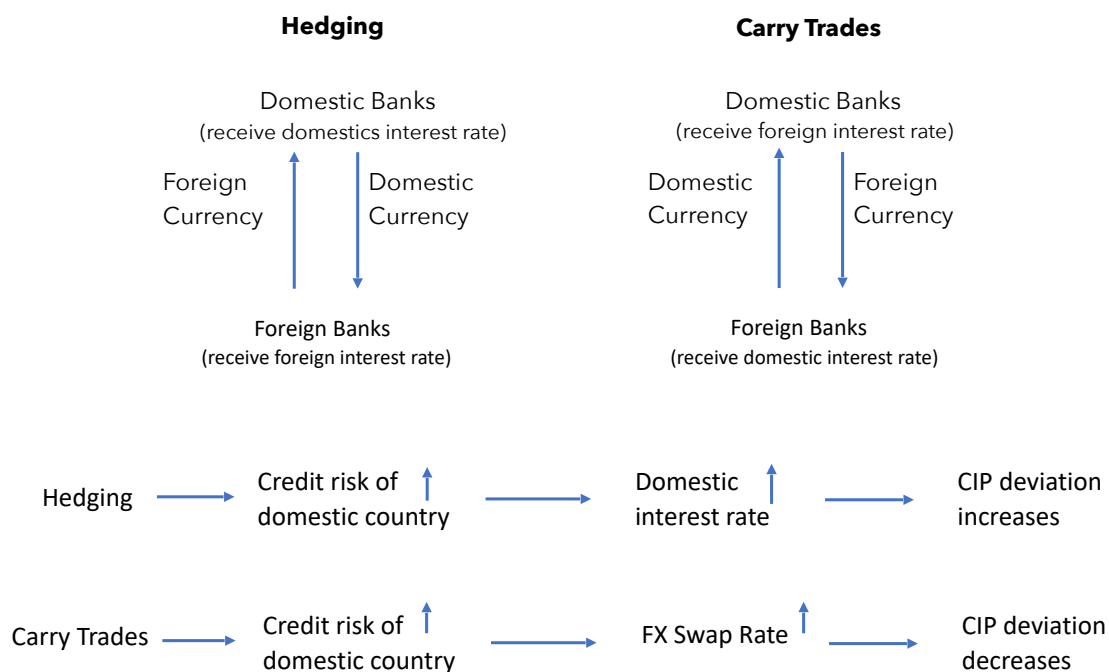 Hedging
Carry Trades
Domestic Banks
(receive domestics interest rate)
Domestic Banks
(receive foreign interest rate)
Foreign
Currency
Domestic
Currency
Domestic
Currency
Foreign
Currency
Foreign Banks
(receive foreign interest rate)
Foreign Banks
(receive domestic interest rate)
Hedging
Credit risk of
domestic country
Domestic
interest rate
CIP deviation
increases
Carry Trades
Credit risk of
domestic country
FX Swap Rate
CIP deviation
decreases